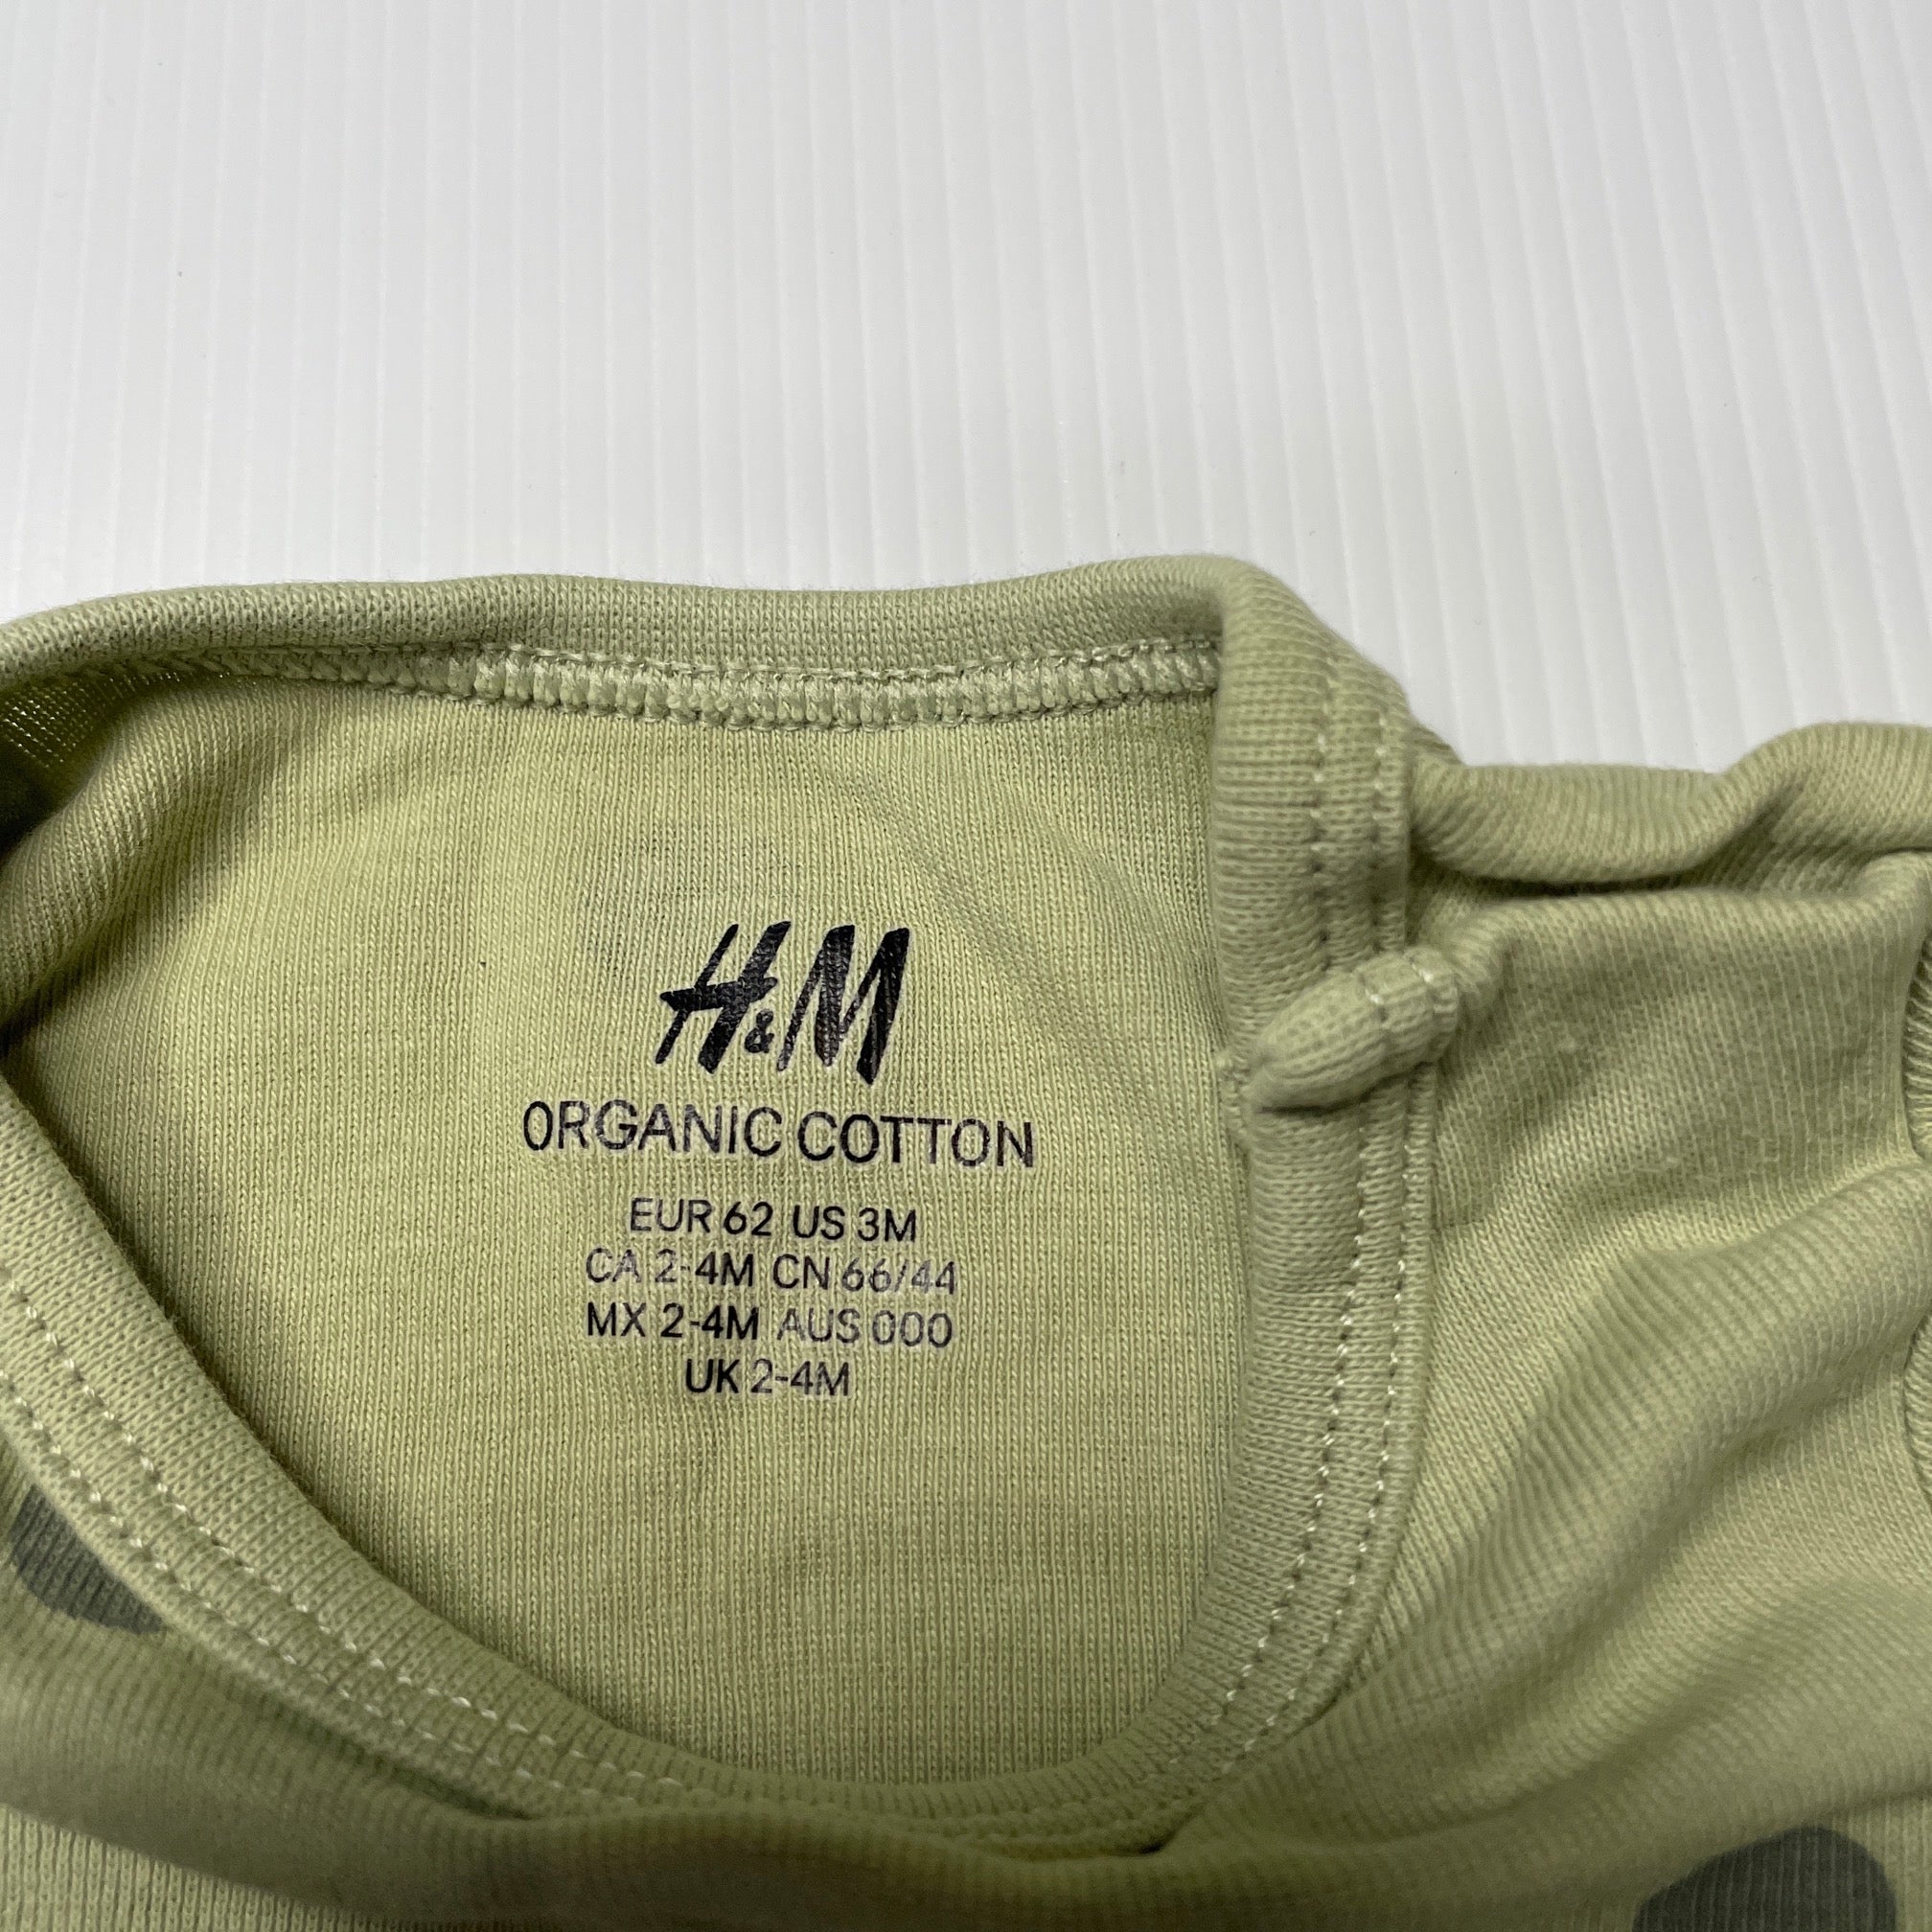 H&M
ORGANIC COTTON
EUR 62 US 3M
CA 2-4M CN 66/44
MX 2-4M AUS 000
UK 2-4M